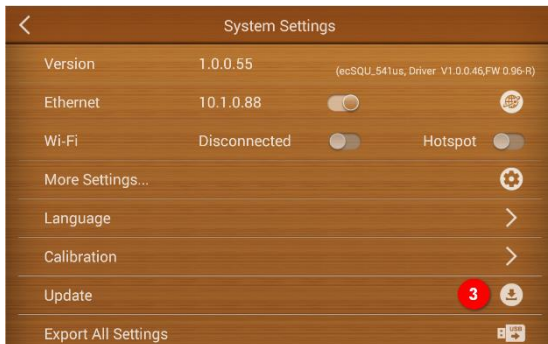 System Settings
Version 1.0.0.55 (ecSQU_541us, Driver V1.0.0.46,FW 0.96-R)
Ethernet 10.1.0.88
Wi-Fi Disconnected Hotspot
More Settings...
Language
Calibration
Update 3
Export All Settings USB